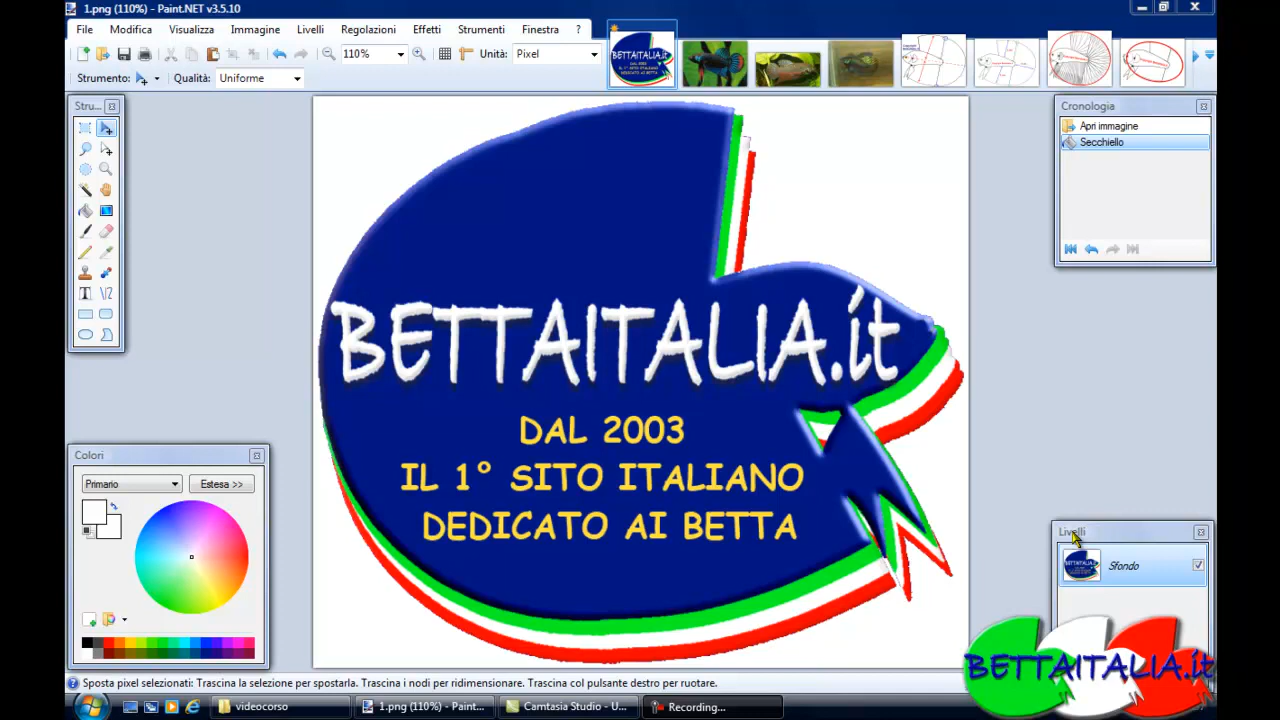 1.png (110%) - Paint.NET v3.5.10
File Modifica Visualizza Immagine Livelli Regolazioni Effetti Strumenti Finestra ?
110% Unità: Pixel
Strumento: Qualità: Uniforme
Stru...
Cronologia
Apri immagine
Secchiello
BETTAITALIA.it
DAL 2003
IL 1° SITO ITALIANO
DEDICATO AI BETTA
Colori
Primario
Estesa >>
Livelli
Sfondo
BETTAITALIA.it
Sposta pixel selezionati: Trascina la selezione per spostarla. Trascina i nodi per ridimensionare. Trascina col pulsante destro per ruotare.
videocorso
1.png (110%) - Paint...
Camtasia Studio - U...
Recording...